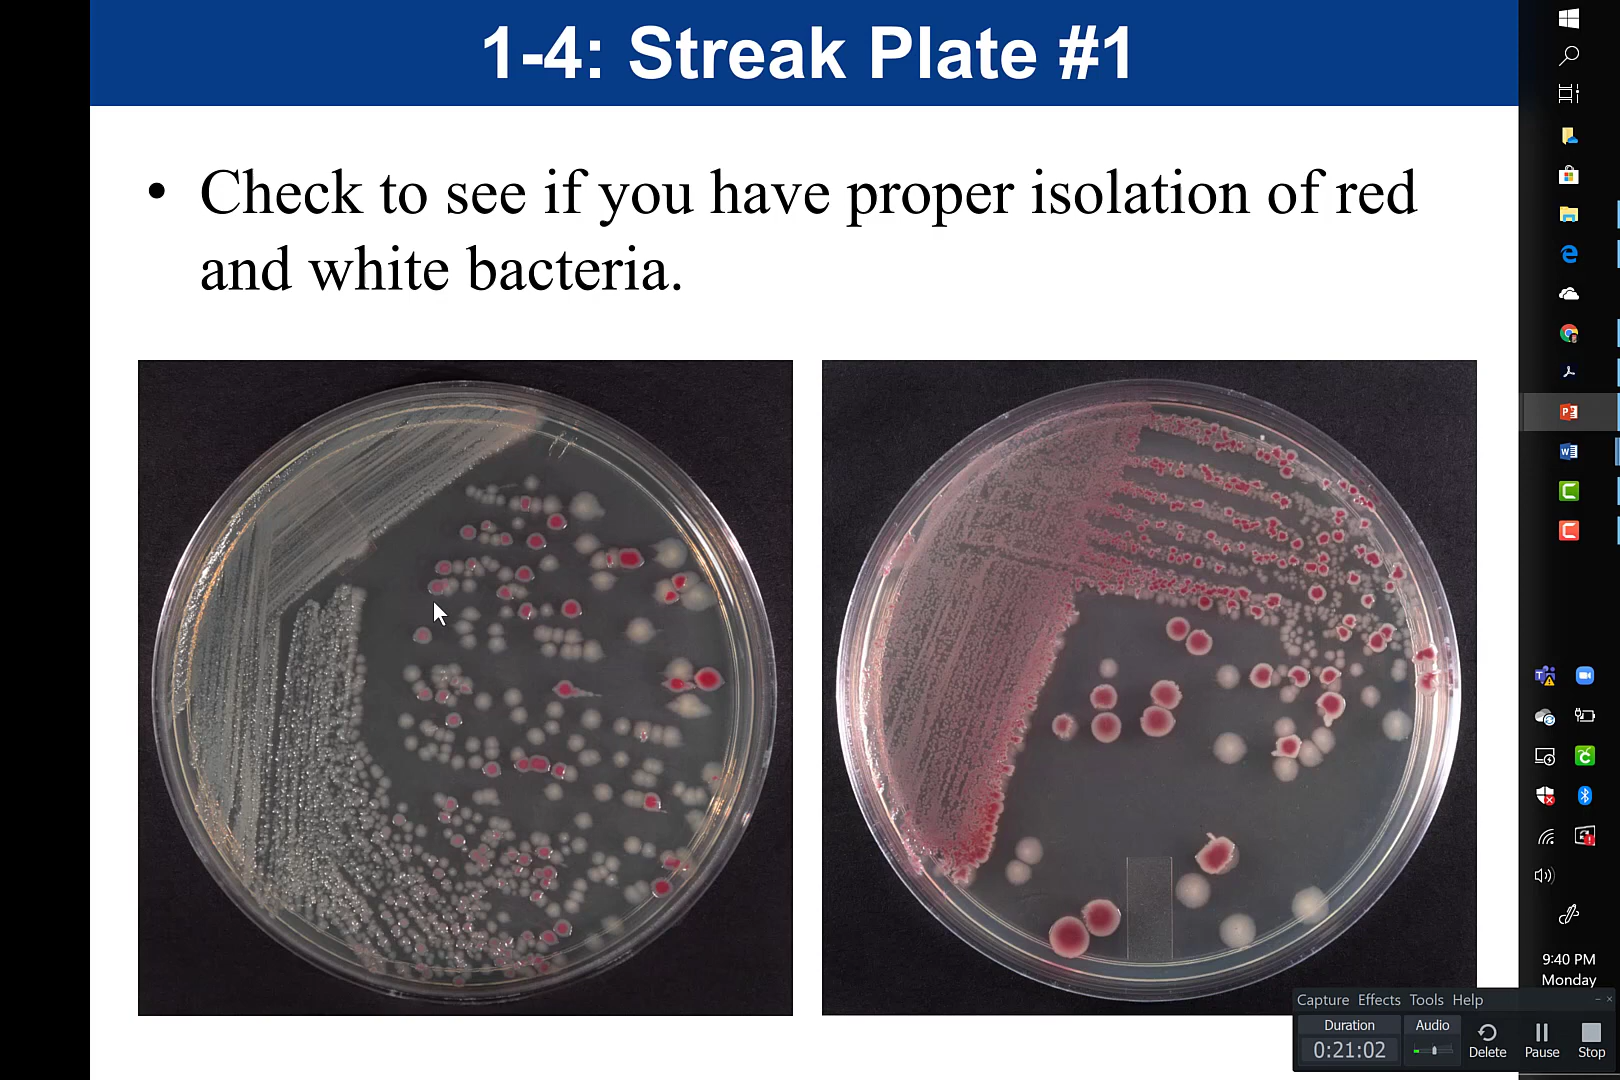 1-4: Streak Plate #1
• Check to see if you have proper isolation of red
and white bacteria.
9:40 PM
Monday
Capture Effects Tools Help
Duration
Audio
0:21:02
Delete
Pause
Stop